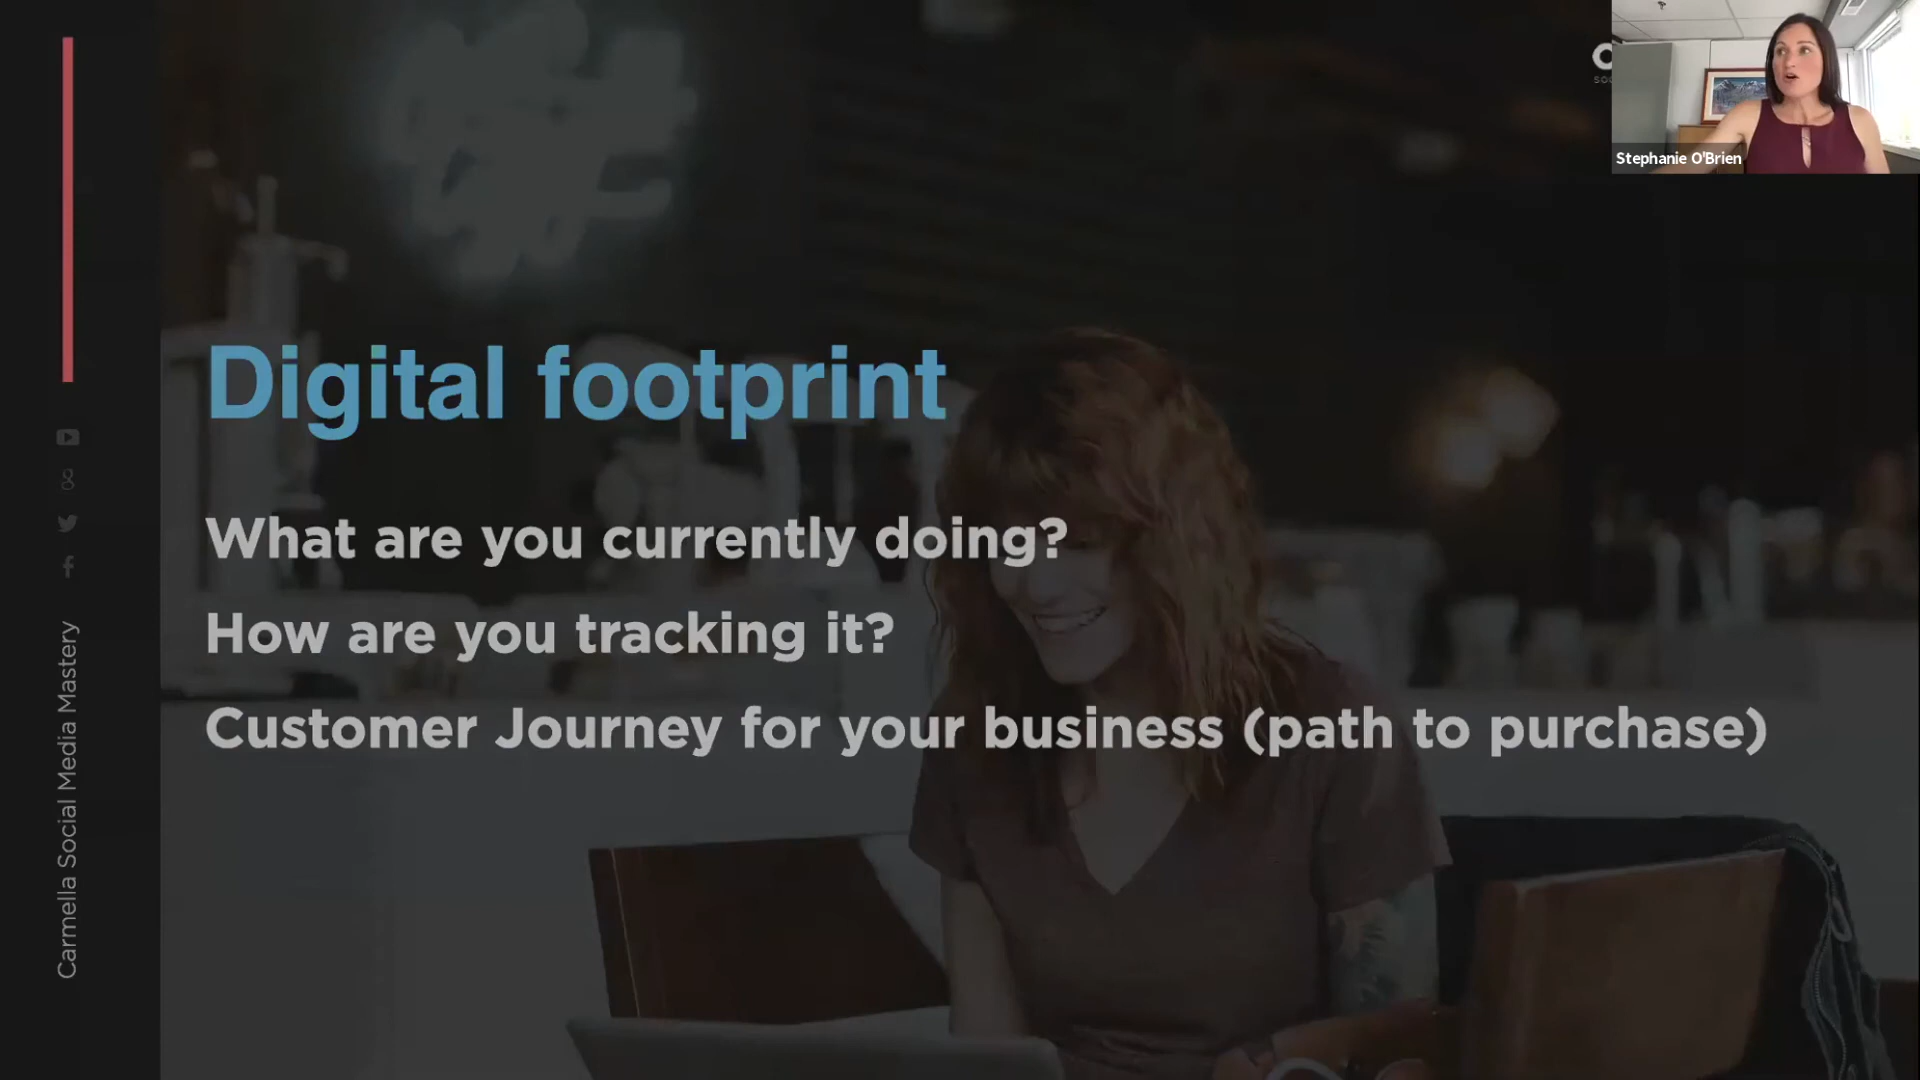 Stephanie O'Brien
Digital footprint
What are you currently doing?
How are you tracking it?
Customer Journey for your business (path to purchase)
Carmella Social Media Mastery